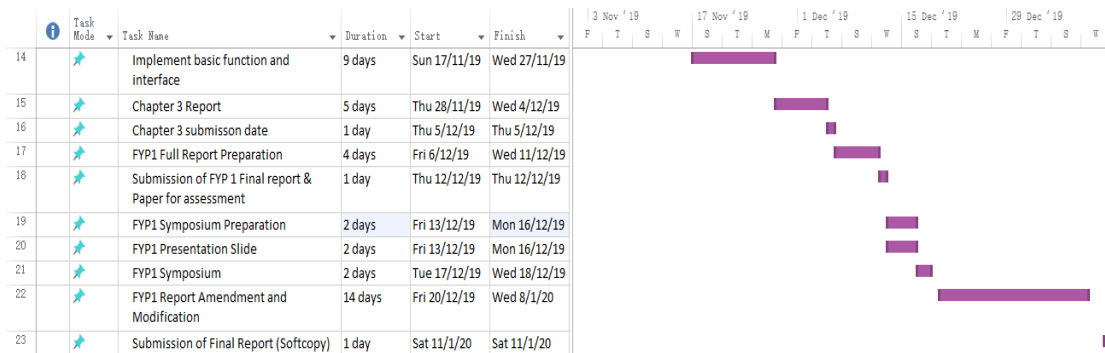 3 Nov '19 17 Nov '19 1 Dec '19 15 Dec '19 29 Dec '19
Task Mode Task Name Duration Start Finish F T S W S T M F T S W S T M F T S W
14 Implement basic function and interface 9 days Sun 17/11/19 Wed 27/11/19
15 Chapter 3 Report 5 days Thu 28/11/19 Wed 4/12/19
16 Chapter 3 submisson date 1 day Thu 5/12/19 Thu 5/12/19
17 FYP1 Full Report Preparation 4 days Fri 6/12/19 Wed 11/12/19
18 Submission of FYP 1 Final report & Paper for assessment 1 day Thu 12/12/19 Thu 12/12/19
19 FYP1 Symposium Preparation 2 days Fri 13/12/19 Mon 16/12/19
20 FYP1 Presentation Slide 2 days Fri 13/12/19 Mon 16/12/19
21 FYP1 Symposium 2 days Tue 17/12/19 Wed 18/12/19
22 FYP1 Report Amendment and Modification 14 days Fri 20/12/19 Wed 8/1/20
23 Submission of Final Report (Softcopy) 1 day Sat 11/1/20 Sat 11/1/20